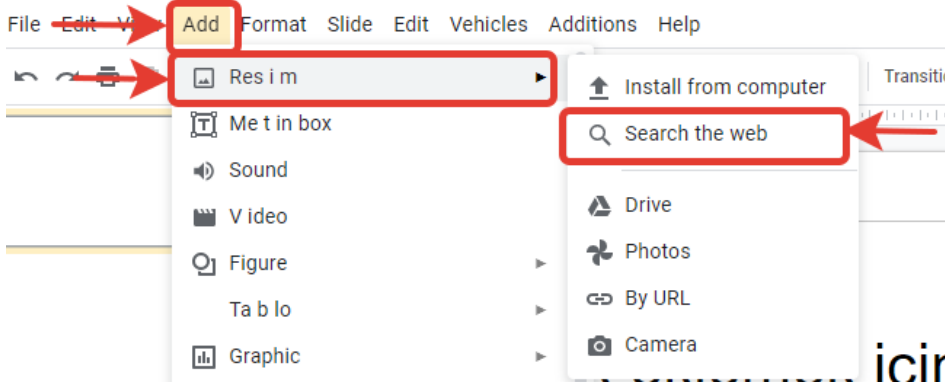 File Edit View Add Format Slide Edit Vehicles Additions Help
Res i m
Me t in box
Sound
V ideo
Figure
Ta b lo
Graphic
Transiti
Install from computer
Search the web
Drive
Photos
By URL
Camera